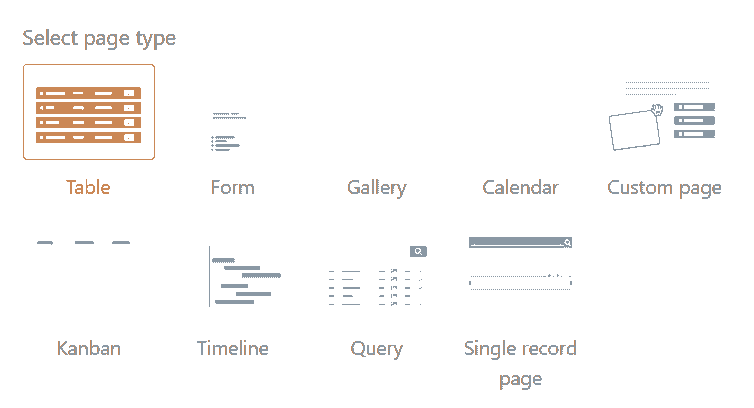 Select page type
Table
Form
Gallery
Calendar
Custom page
Kanban
Timeline
Query
Single record
page